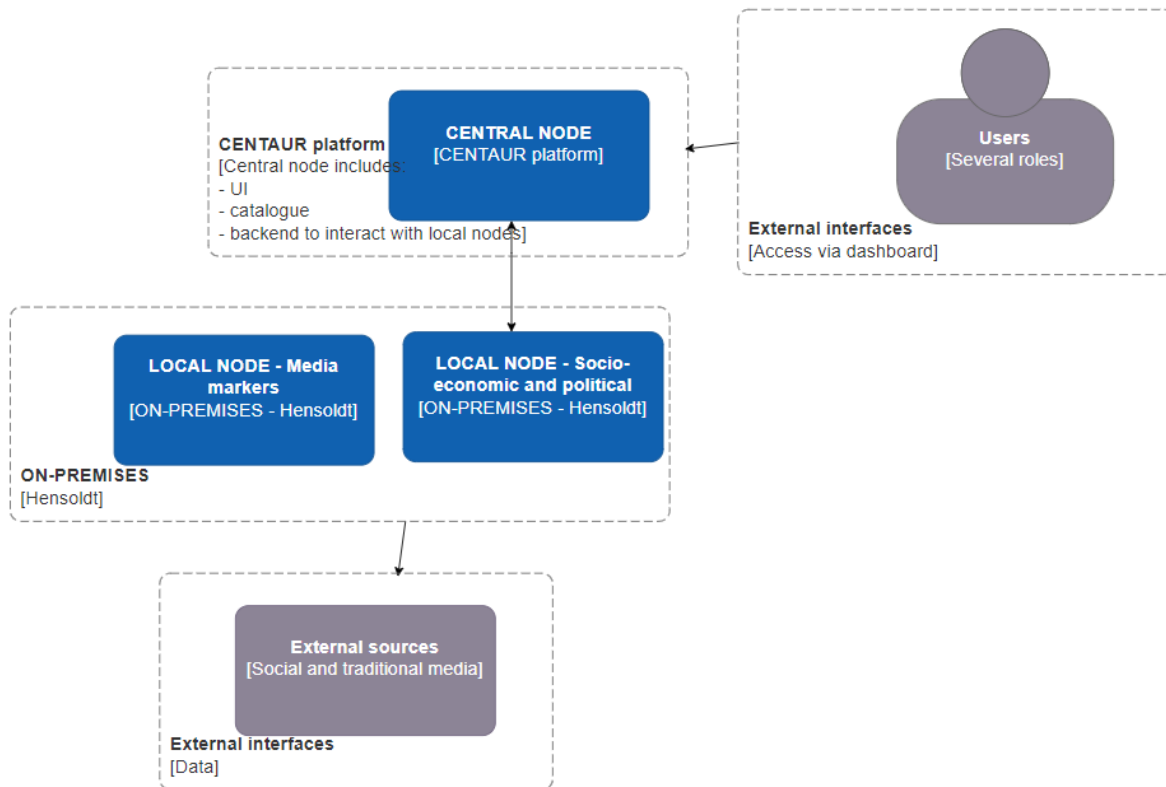 CENTRAL NODE
[CENTAUR platform]
CENTAUR platform
[Central node includes:
- UI
- catalogue
- backend to interact with local nodes]
Users
[Several roles]
External interfaces
[Access via dashboard]
LOCAL NODE - Media
markers
[ON-PREMISES - Hensoldt]
LOCAL NODE - Socio-
economic and political
[ON-PREMISES - Hensoldt]
ON-PREMISES
[Hensoldt]
External sources
[Social and traditional media]
External interfaces
[Data]